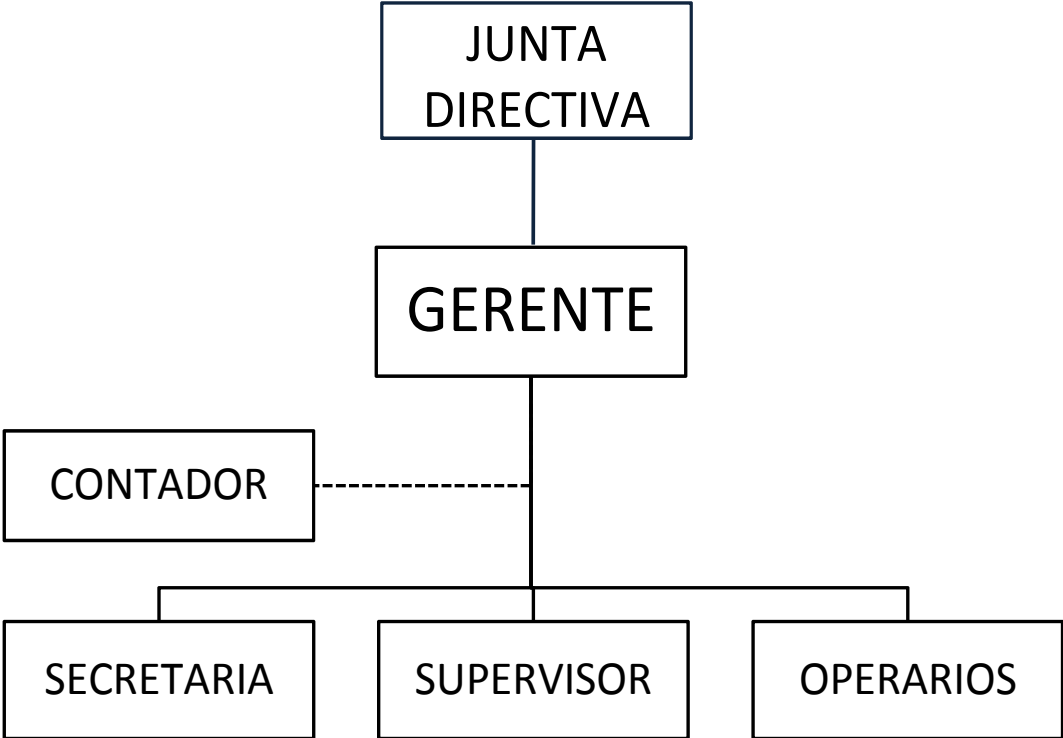 JUNTA
DIRECTIVA
GERENTE
CONTADOR
SECRETARIA
SUPERVISOR
OPERARIOS